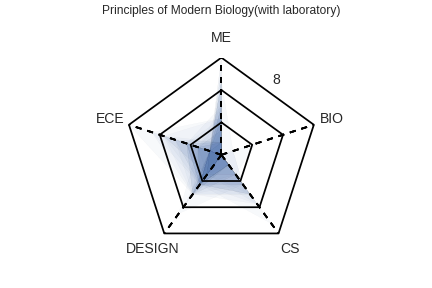 Principles of Modern Biology(with laboratory)
ME
8
ECE
BIO
DESIGN
CS